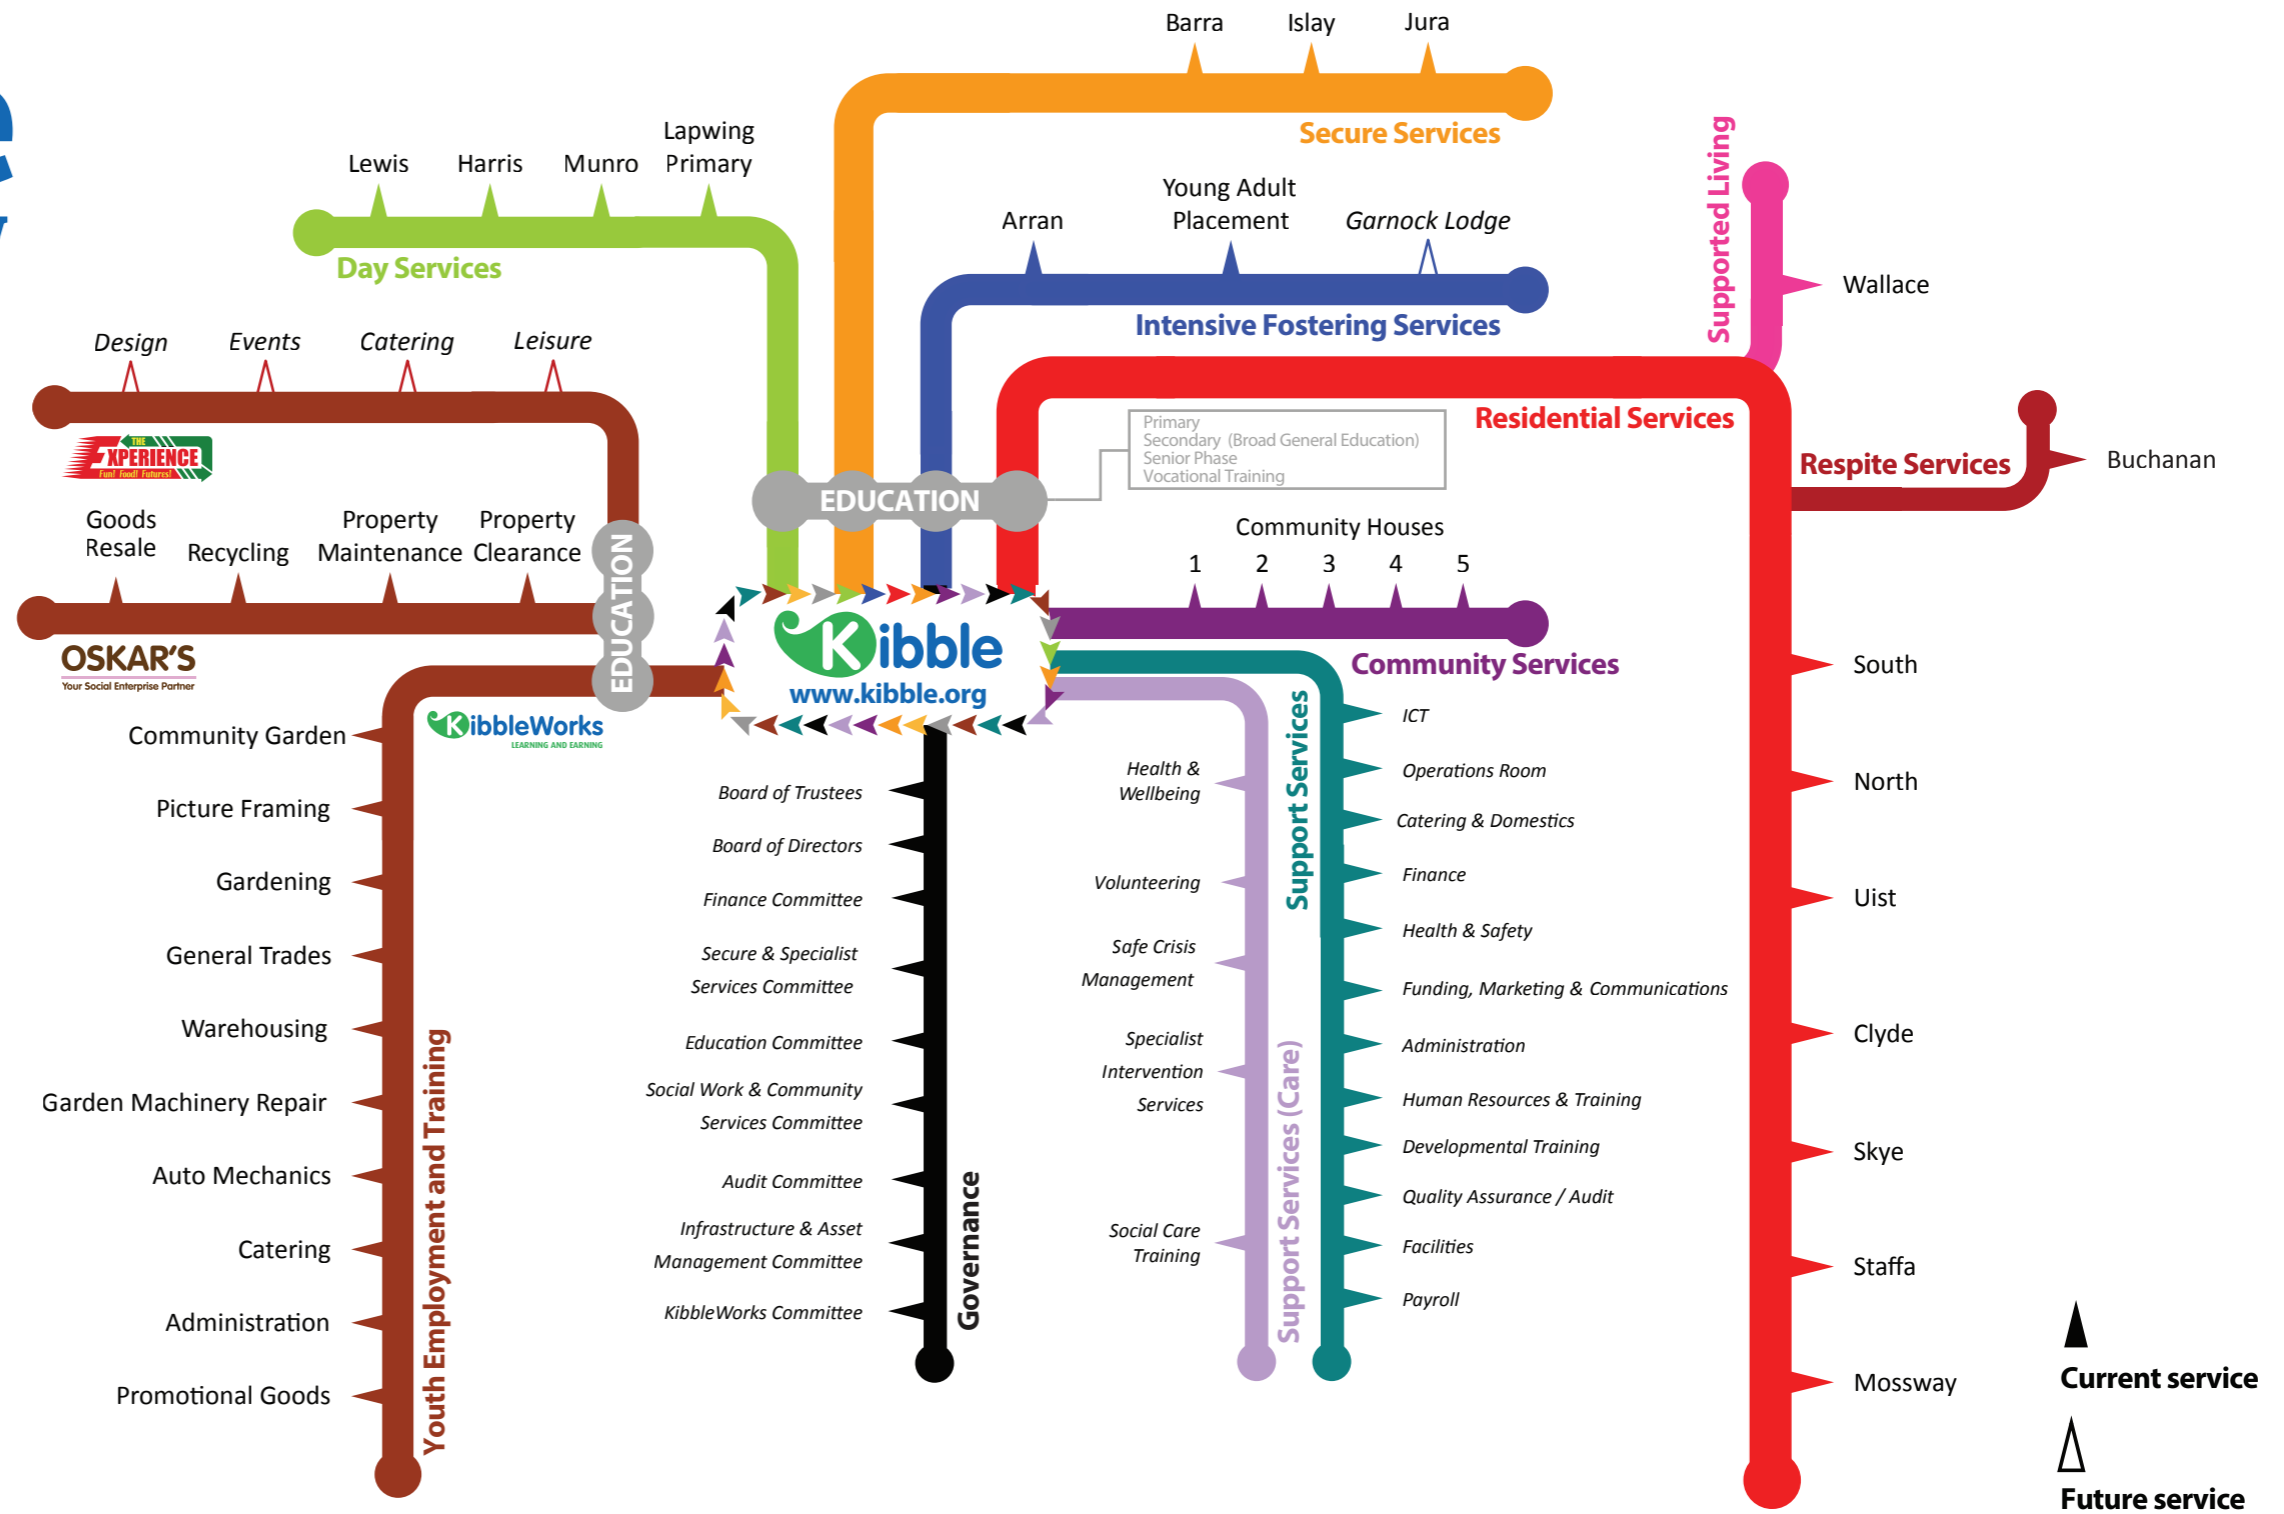 Barra
Islay
Jura
Secure Services
Lapwing
Primary
Lewis
Harris
Munro
Day Services
Young Adult
Placement
Arran
Garnock Lodge
Intensive Fostering Services
Supported Living
Wallace
Design
Events
Catering
Leisure
THE
EXPERIENCE
Fun! Food! Futures!
Residential Services
Primary
Secondary (Broad General Education)
Senior Phase
Vocational Training
EDUCATION
Respite Services
Buchanan
Goods
Resale
Recycling
Property
Maintenance
Property
Clearance
EDUCATION
OSKAR'S
Your Social Enterprise Partner
Community Houses
1
2
3
4
5
Community Services
Kibble
www.kibble.org
KibbleWorks
LEARNING AND EARNING
Community Garden
Picture Framing
Gardening
General Trades
Warehousing
Garden Machinery Repair
Auto Mechanics
Catering
Administration
Promotional Goods
Youth Employment and Training
Board of Trustees
Board of Directors
Finance Committee
Secure & Specialist
Services Committee
Education Committee
Social Work & Community
Services Committee
Audit Committee
Infrastructure & Asset
Management Committee
KibbleWorks Committee
Governance
Health &
Wellbeing
Volunteering
Safe Crisis
Management
Specialist
Intervention
Services
Social Care
Training
Support Services (Care)
Support Services
ICT
Operations Room
Catering & Domestics
Finance
Health & Safety
Funding, Marketing & Communications
Administration
Human Resources & Training
Developmental Training
Quality Assurance / Audit
Facilities
Payroll
South
North
Uist
Clyde
Skye
Staffa
Mossway
Current service
Future service